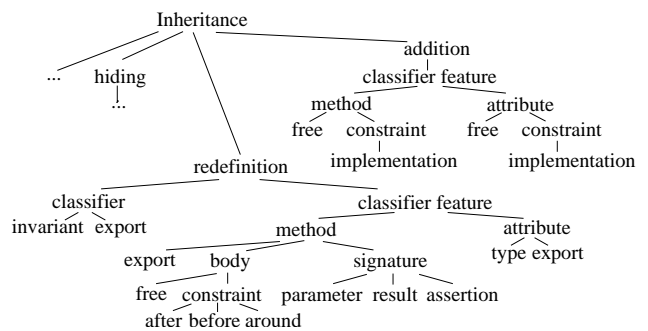 Inheritance
addition
... hiding classifier feature
... method attribute
free constraint free constraint
implementation implementation
redefinition
classifier classifier feature
invariant export method attribute
export body signature type export
free constraint parameter result assertion
after before around